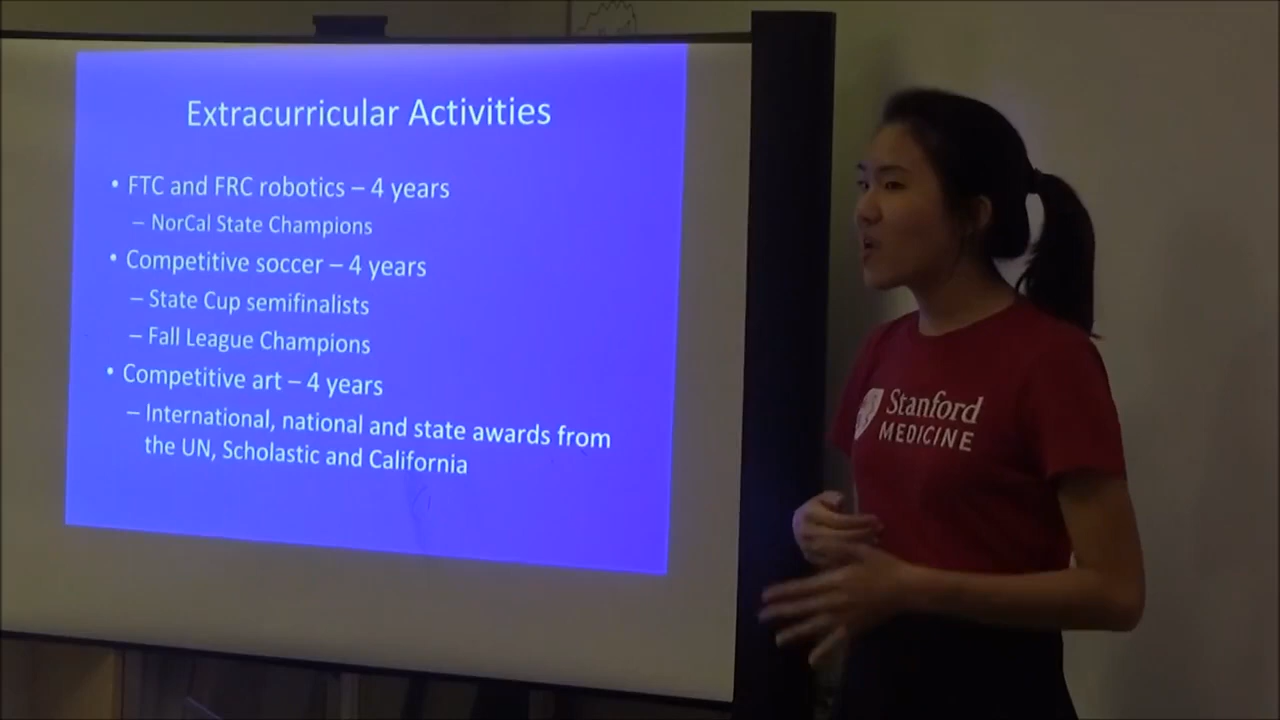 Extracurricular Activities
• FTC and FRC robotics – 4 years
– NorCal State Champions
• Competitive soccer – 4 years
– State Cup semifinalists
– Fall League Champions
• Competitive art – 4 years
– International, national and state awards from
the UN, Scholastic and California
Stanford
MEDICINE